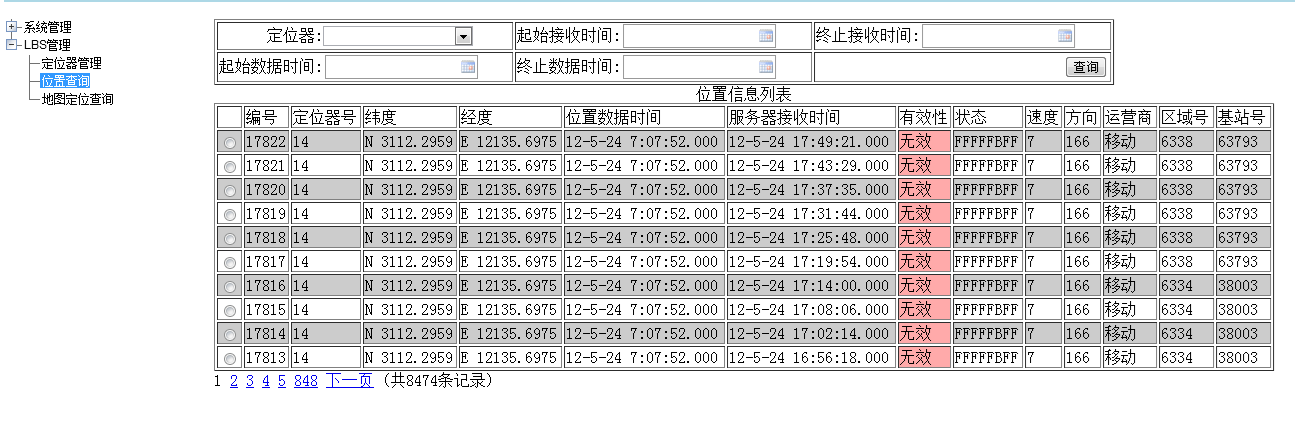 系统管理
LBS管理
定位器管理
位置查询
地图定位查询
定位器: 起始接收时间: 终止接收时间:
起始数据时间: 终止数据时间: 查询
位置信息列表
编号 定位器号 纬度 经度 位置数据时间 服务器接收时间 有效性 状态 速度 方向 运营商 区域号 基站号
17822 14 N 3112.2959 E 12135.6975 12-5-24 7:07:52.000 12-5-24 17:49:21.000 无效 FFFFFBFF 7 166 移动 6338 63793
17821 14 N 3112.2959 E 12135.6975 12-5-24 7:07:52.000 12-5-24 17:43:29.000 无效 FFFFFBFF 7 166 移动 6338 63793
17820 14 N 3112.2959 E 12135.6975 12-5-24 7:07:52.000 12-5-24 17:37:35.000 无效 FFFFFBFF 7 166 移动 6338 63793
17819 14 N 3112.2959 E 12135.6975 12-5-24 7:07:52.000 12-5-24 17:31:44.000 无效 FFFFFBFF 7 166 移动 6338 63793
17818 14 N 3112.2959 E 12135.6975 12-5-24 7:07:52.000 12-5-24 17:25:48.000 无效 FFFFFBFF 7 166 移动 6338 63793
17817 14 N 3112.2959 E 12135.6975 12-5-24 7:07:52.000 12-5-24 17:19:54.000 无效 FFFFFBFF 7 166 移动 6338 63793
17816 14 N 3112.2959 E 12135.6975 12-5-24 7:07:52.000 12-5-24 17:14:00.000 无效 FFFFFBFF 7 166 移动 6334 38003
17815 14 N 3112.2959 E 12135.6975 12-5-24 7:07:52.000 12-5-24 17:08:06.000 无效 FFFFFBFF 7 166 移动 6334 38003
17814 14 N 3112.2959 E 12135.6975 12-5-24 7:07:52.000 12-5-24 17:02:14.000 无效 FFFFFBFF 7 166 移动 6334 38003
17813 14 N 3112.2959 E 12135.6975 12-5-24 7:07:52.000 12-5-24 16:56:18.000 无效 FFFFFBFF 7 166 移动 6334 38003
1 2 3 4 5 848 下一页 (共8474条记录)